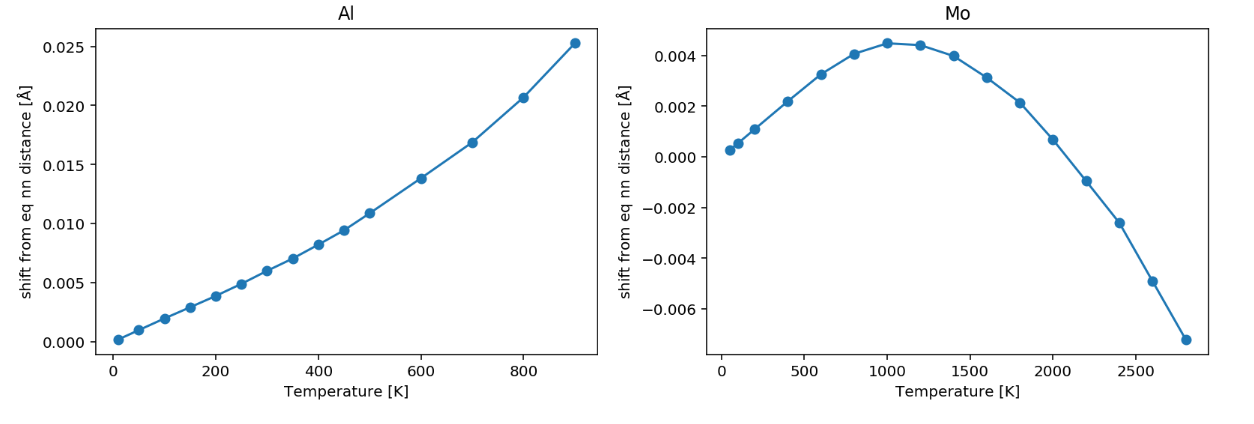 Al
shift from eq nn distance [Å]
0.025
0.020
0.015
0.010
0.005
0.000
0 200 400 600 800
Temperature [K]
Mo
shift from eq nn distance [Å]
0.004
0.002
0.000
−0.002
−0.004
−0.006
0 500 1000 1500 2000 2500
Temperature [K]